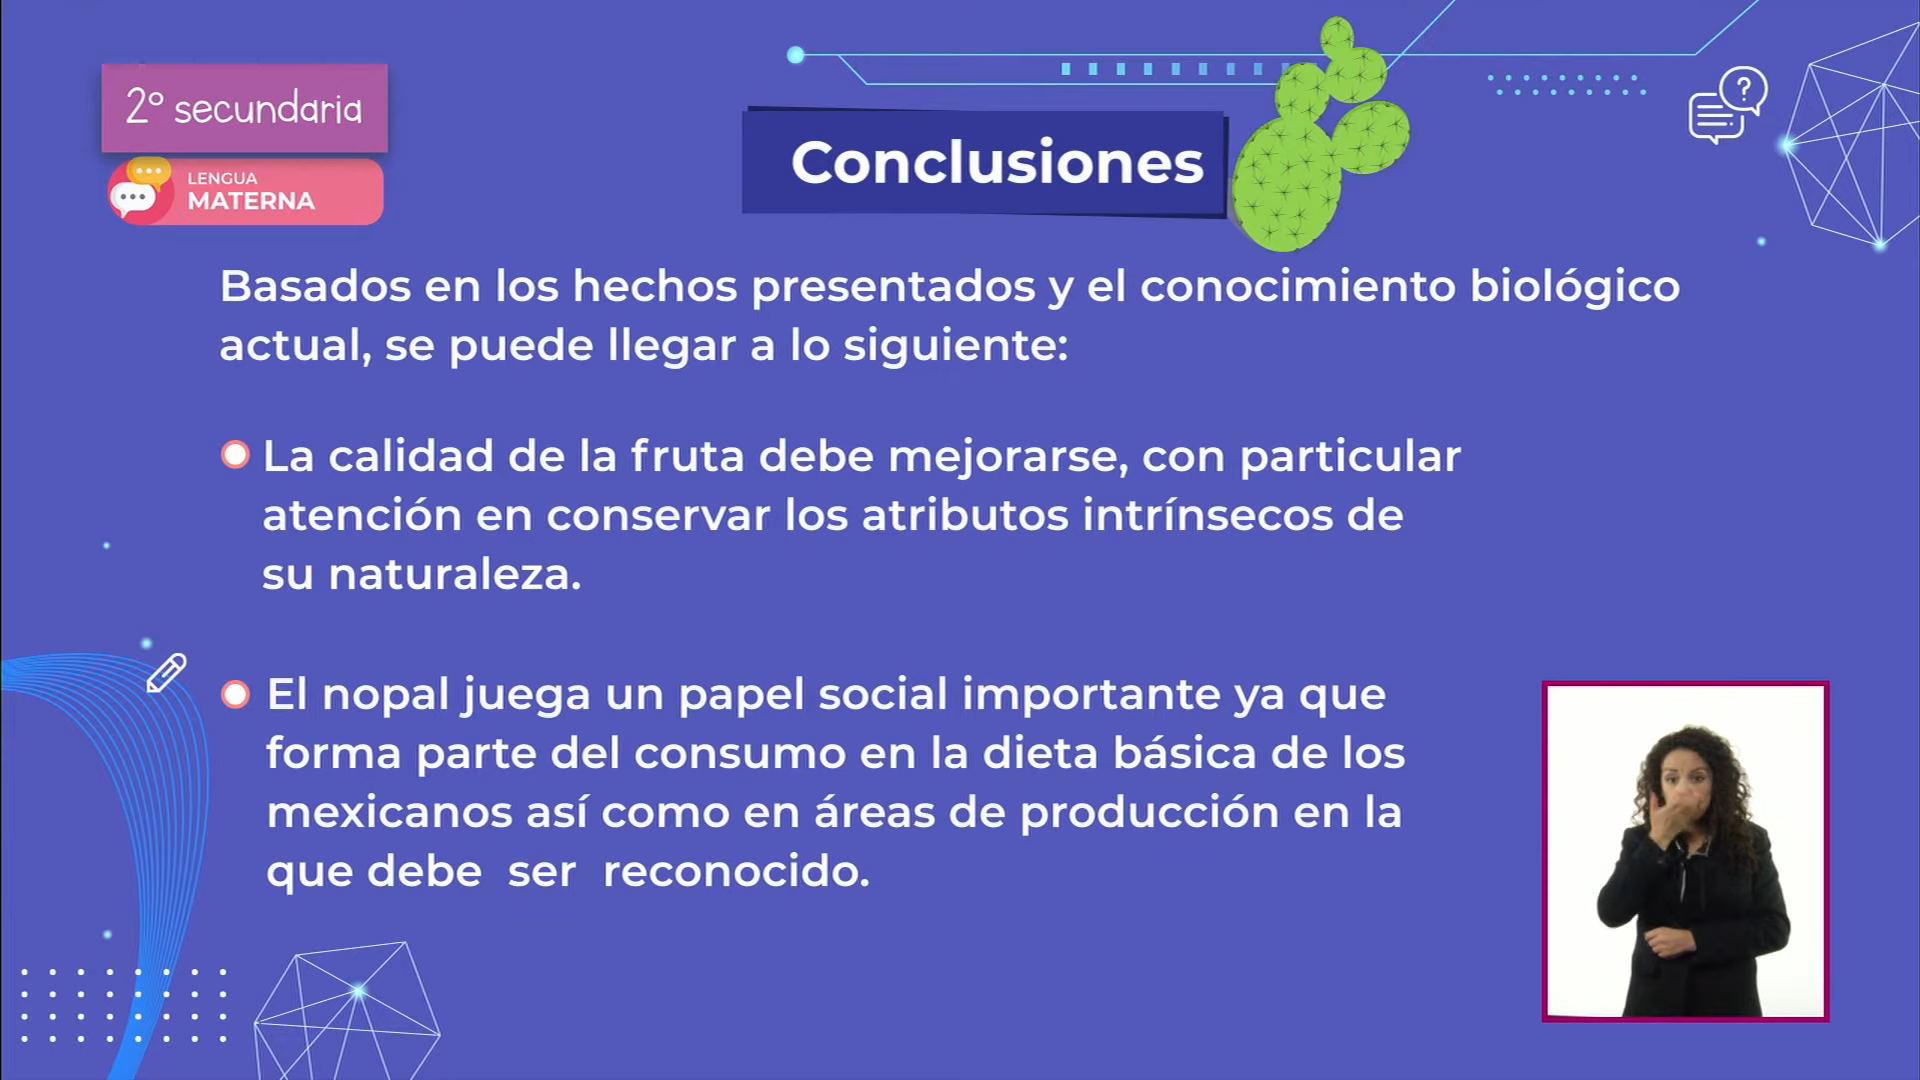 2° secundaria
LENGUA
MATERNA
Conclusiones
Basados en los hechos presentados y el conocimiento biológico
actual, se puede llegar a lo siguiente:
La calidad de la fruta debe mejorarse, con particular
atención en conservar los atributos intrínsecos de
su naturaleza.
El nopal juega un papel social importante ya que
forma parte del consumo en la dieta básica de los
mexicanos así como en áreas de producción en la
que debe ser reconocido.